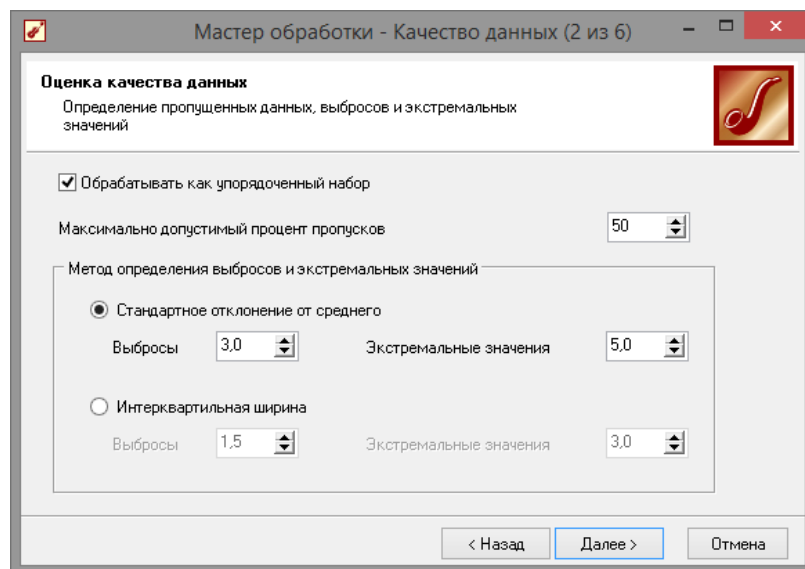 Мастер обработки - Качество данных (2 из 6)
Оценка качества данных
Определение пропущенных данных, выбросов и экстремальных
значений
Обрабатывать как упорядоченный набор
Максимально допустимый процент пропусков 50
Метод определения выбросов и экстремальных значений
Стандартное отклонение от среднего
Выбросы 3,0 Экстремальные значения 5,0
Интерквартильная ширина
Выбросы 1,5 Экстремальные значения 3,0
< Назад Далее > Отмена